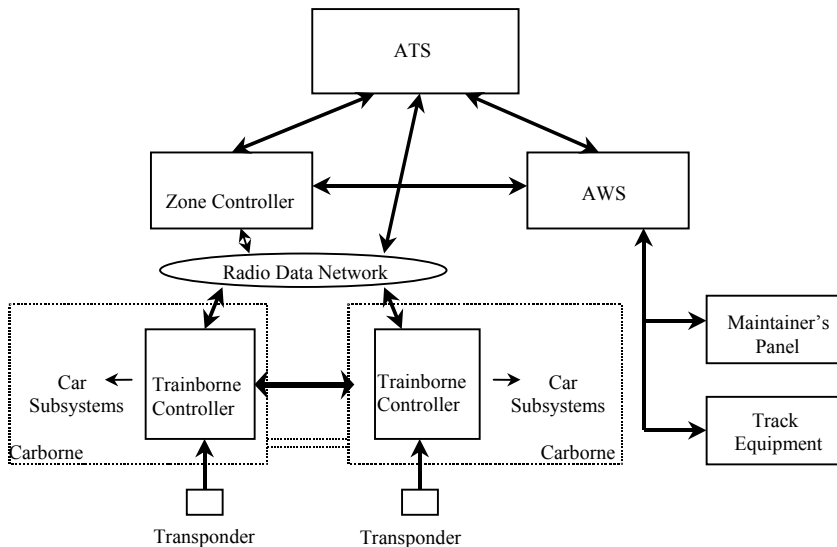 ATS
Zone Controller
AWS
Radio Data Network
Maintainer's
Panel
Car
Subsystems
Trainborne
Controller
Trainborne
Controller
Car
Subsystems
Track
Equipment
Carborne
Carborne
Transponder
Transponder